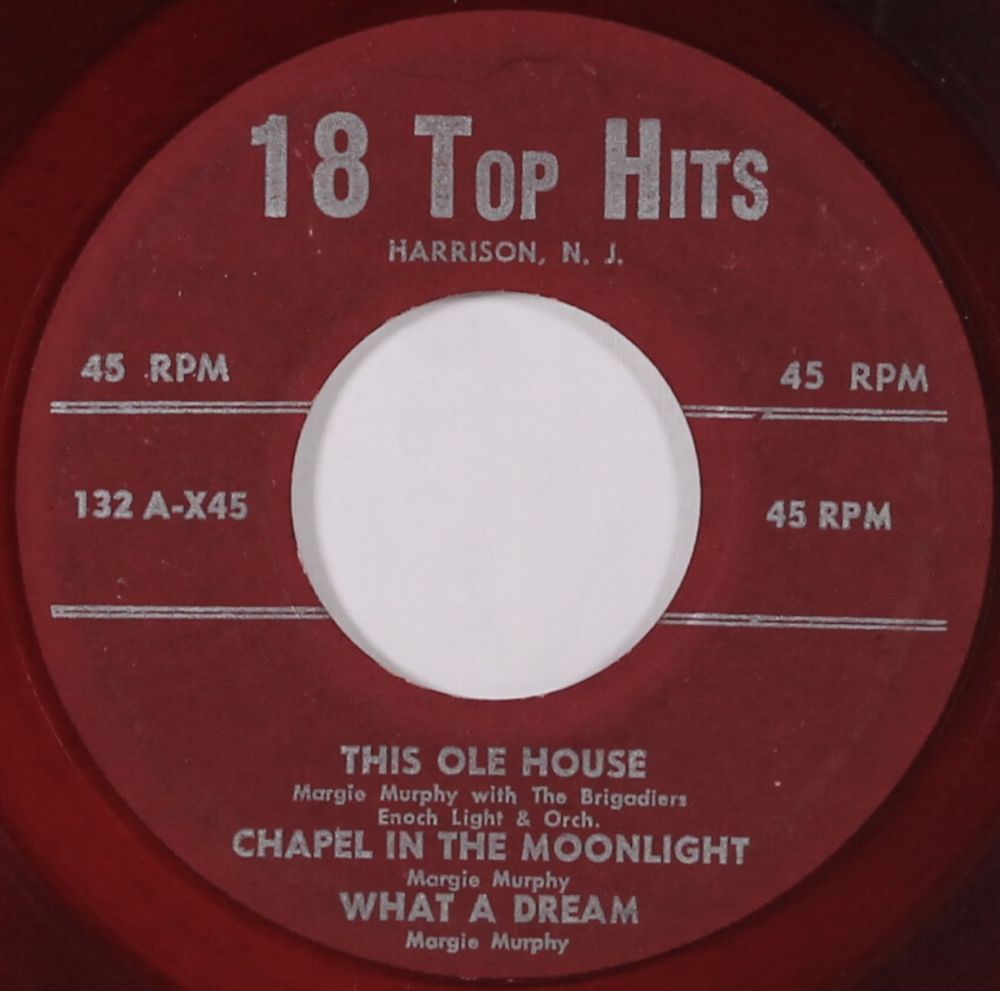 18 TOP HITS
HARRISON, N. J.
45 RPM 45 RPM
132 A-X45 45 RPM
THIS OLE HOUSE
Margie Murphy with The Brigadiers
Enoch Light & Orch.
CHAPEL IN THE MOONLIGHT
Margie Murphy
WHAT A DREAM
Margie Murphy